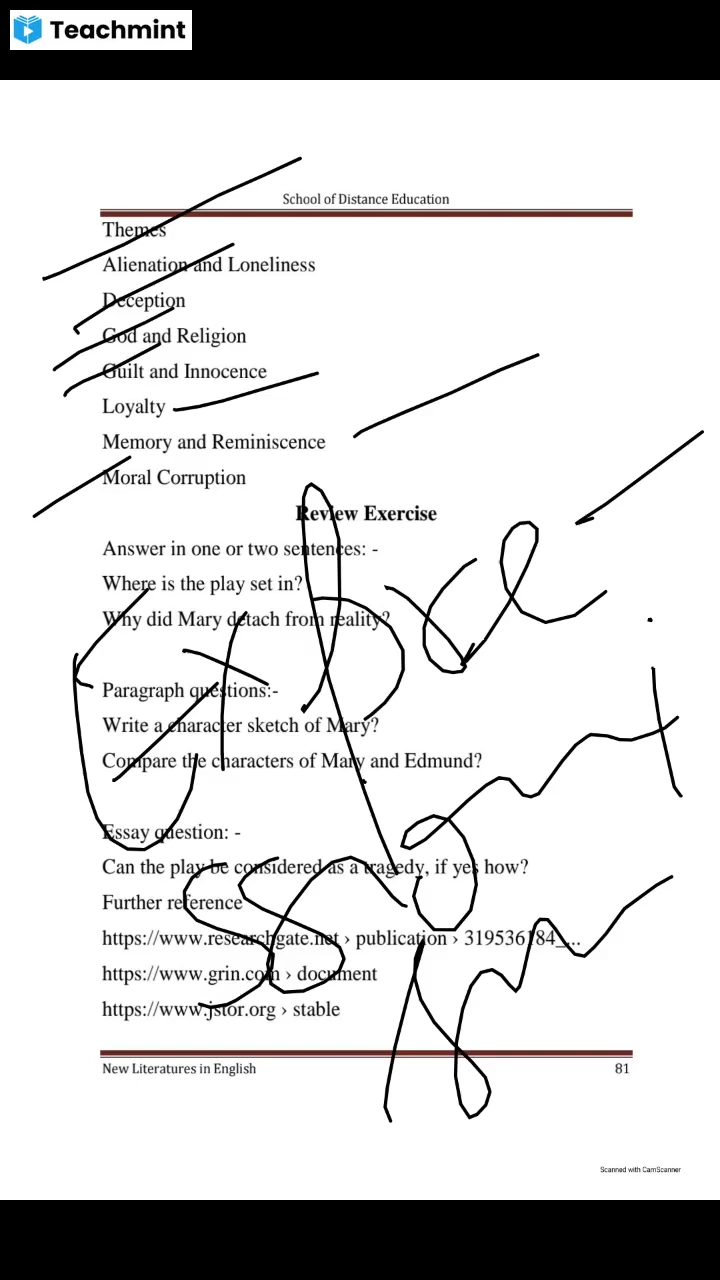 Teachmint
School of Distance Education
Themes
Alienation and Loneliness
Deception
God and Religion
Guilt and Innocence
Loyalty
Memory and Reminiscence
Moral Corruption
Review Exercise
Answer in one or two sentences: -
Where is the play set in?
Why did Mary detach from reality?
Paragraph questions:-
Write a character sketch of Mary?
Compare the characters of Mary and Edmund?
Essay question: -
Can the play be considered as a tragedy, if yes how?
Further reference
https://www.researchgate.net › publication › 319536184_...
https://www.grin.com › document
https://www.jstor.org › stable
New Literatures in English 81
Scanned with CamScanner